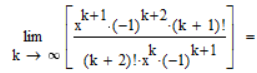 lim k → ∞ [ x^(k+1)·(-1)^(k+2)·(k + 1)! / (k + 2)!·x^k·(-1)^(k+1) ] =